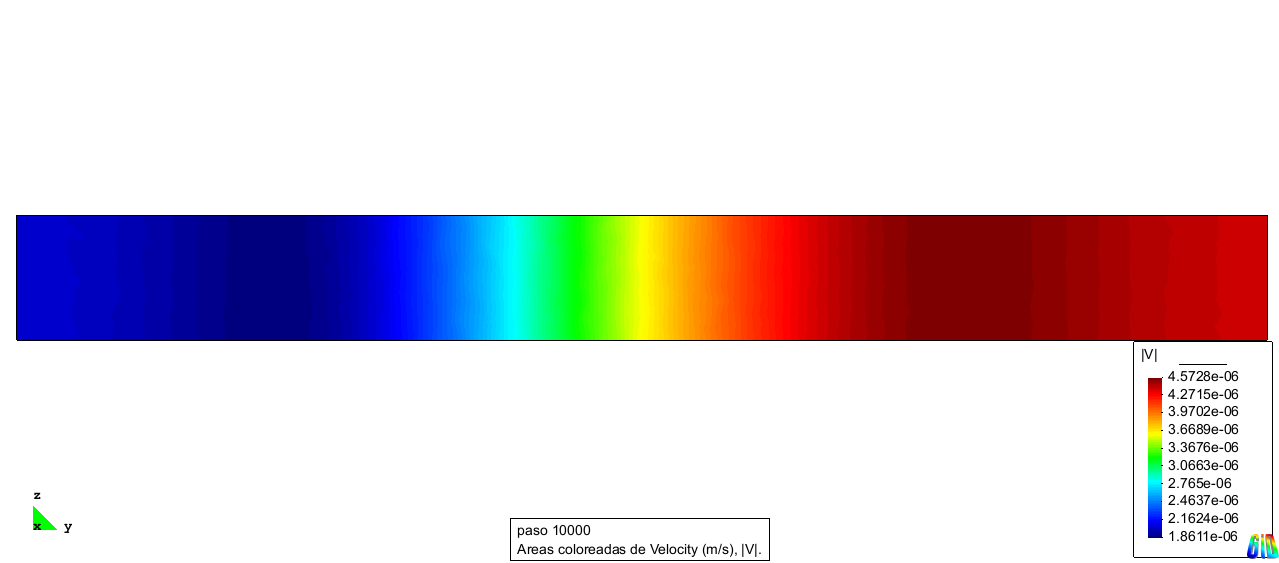 |V|
4.5728e-06
4.2715e-06
3.9702e-06
3.6689e-06
3.3676e-06
3.0663e-06
2.765e-06
2.4637e-06
2.1624e-06
1.8611e-06
GiD
z
x y
paso 10000
Areas coloreadas de Velocity (m/s), |V|.